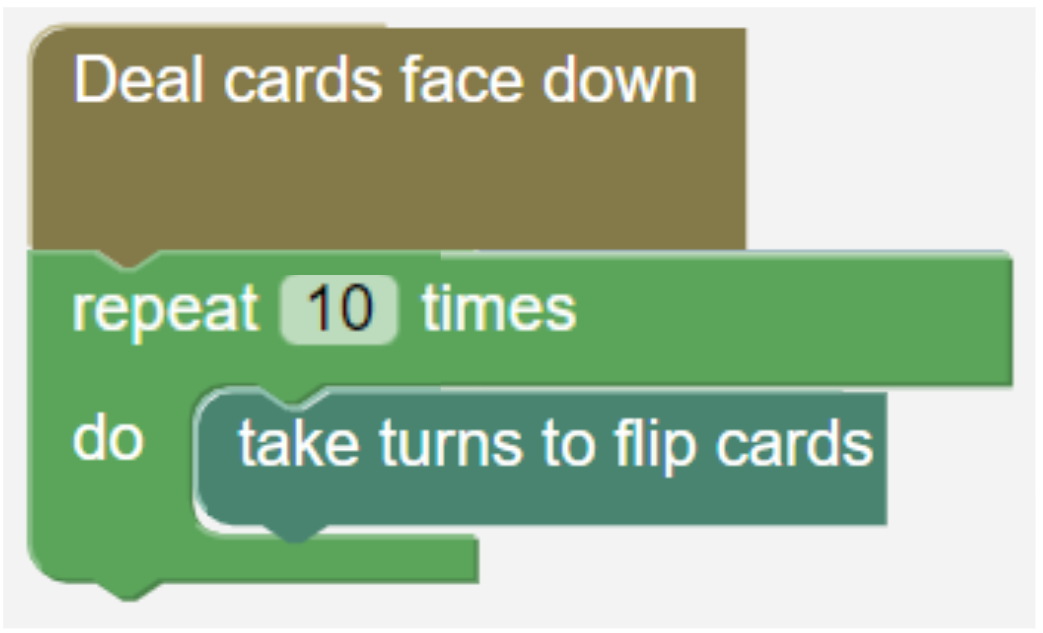 Deal cards face down
repeat 10 times
do take turns to flip cards